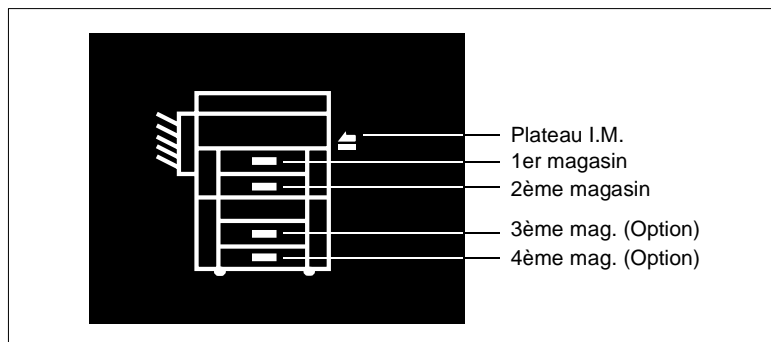 Plateau I.M.
1er magasin
2ème magasin
3ème mag. (Option)
4ème mag. (Option)